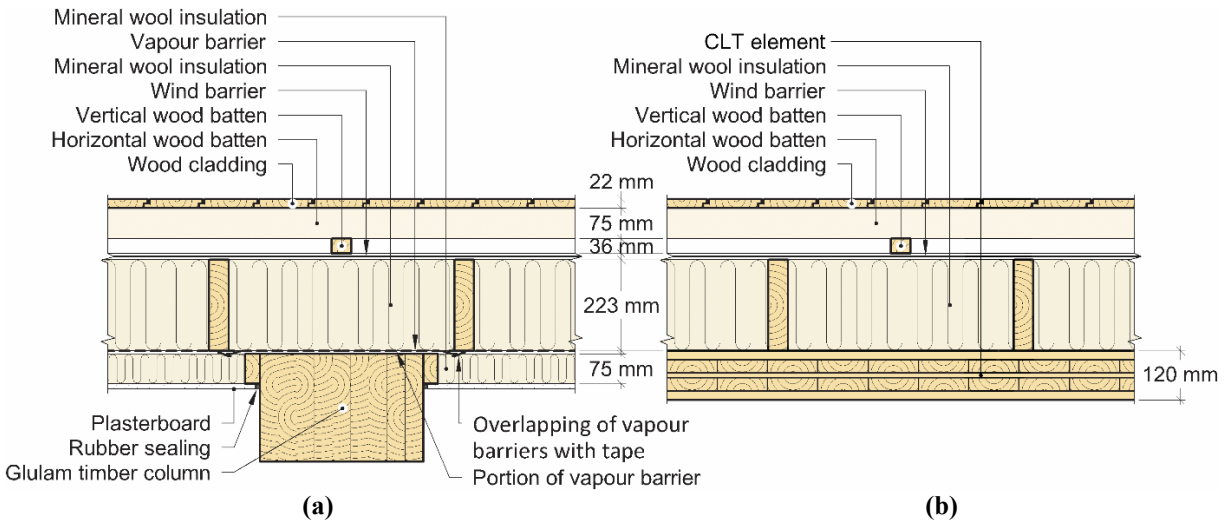 Mineral wool insulation
Vapour barrier
Mineral wool insulation
Wind barrier
Vertical wood batten
Horizontal wood batten
Wood cladding
22 mm
75 mm
36 mm
223 mm
75 mm
Plasterboard
Rubber sealing
Glulam timber column
Overlapping of vapour
barriers with tape
Portion of vapour barrier
(a)
CLT element
Mineral wool insulation
Wind barrier
Vertical wood batten
Horizontal wood batten
Wood cladding
120 mm
(b)